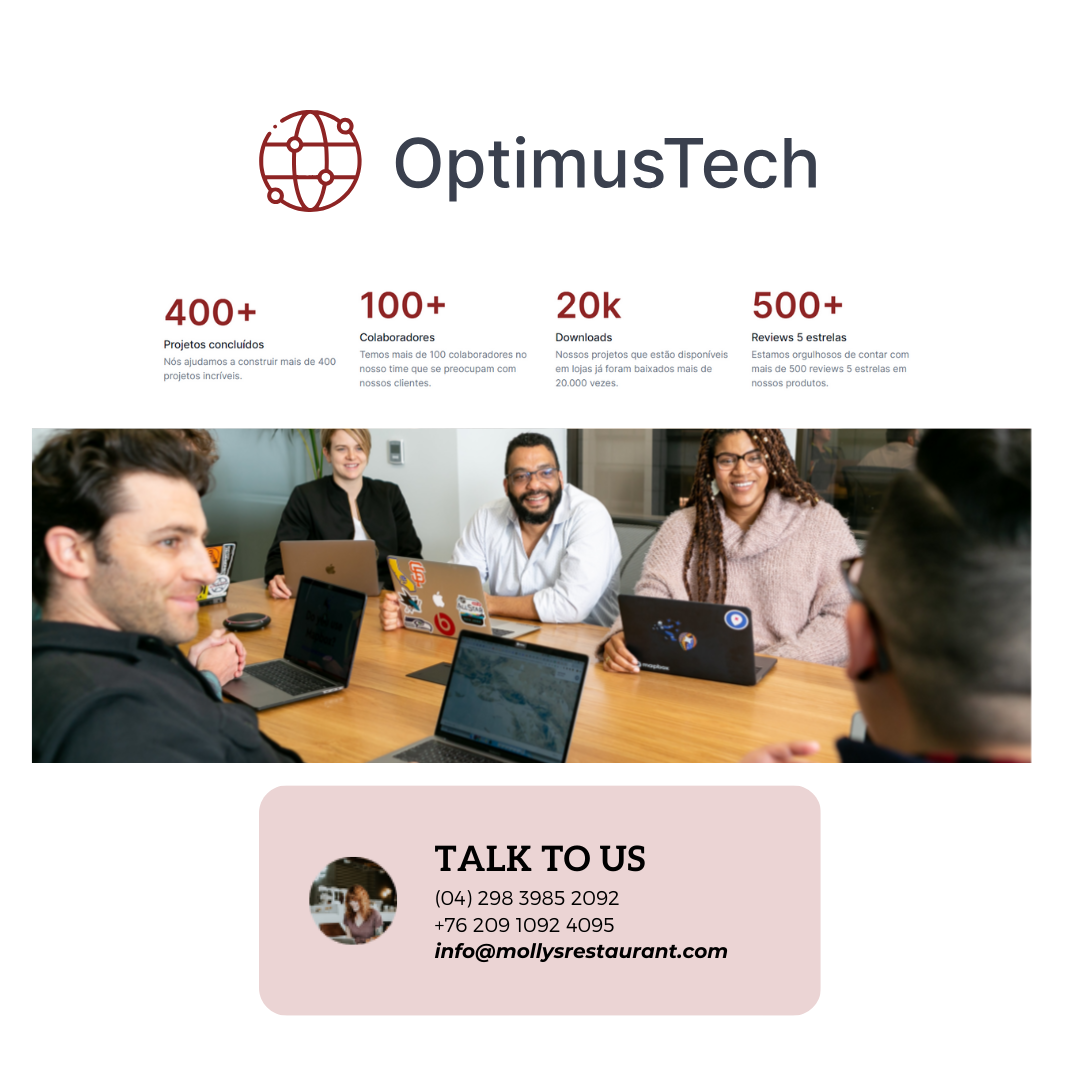 OptimusTech
400+
Projetos concluídos
Nós ajudamos a construir mais de 400
projetos incríveis.
100+
Colaboradores
Temos mais de 100 colaboradores no
nosso time que se preocupam com
nossos clientes.
20k
Downloads
Nossos projetos que estão disponíveis
em lojas já foram baixados mais de
20.000 vezes.
500+
Reviews 5 estrelas
Estamos orgulhosos de contar com
mais de 500 reviews 5 estrelas em
nossos produtos.
mapbox
TALK TO US
(04) 298 3985 2092
+76 209 1092 4095
info@mollysrestaurant.com